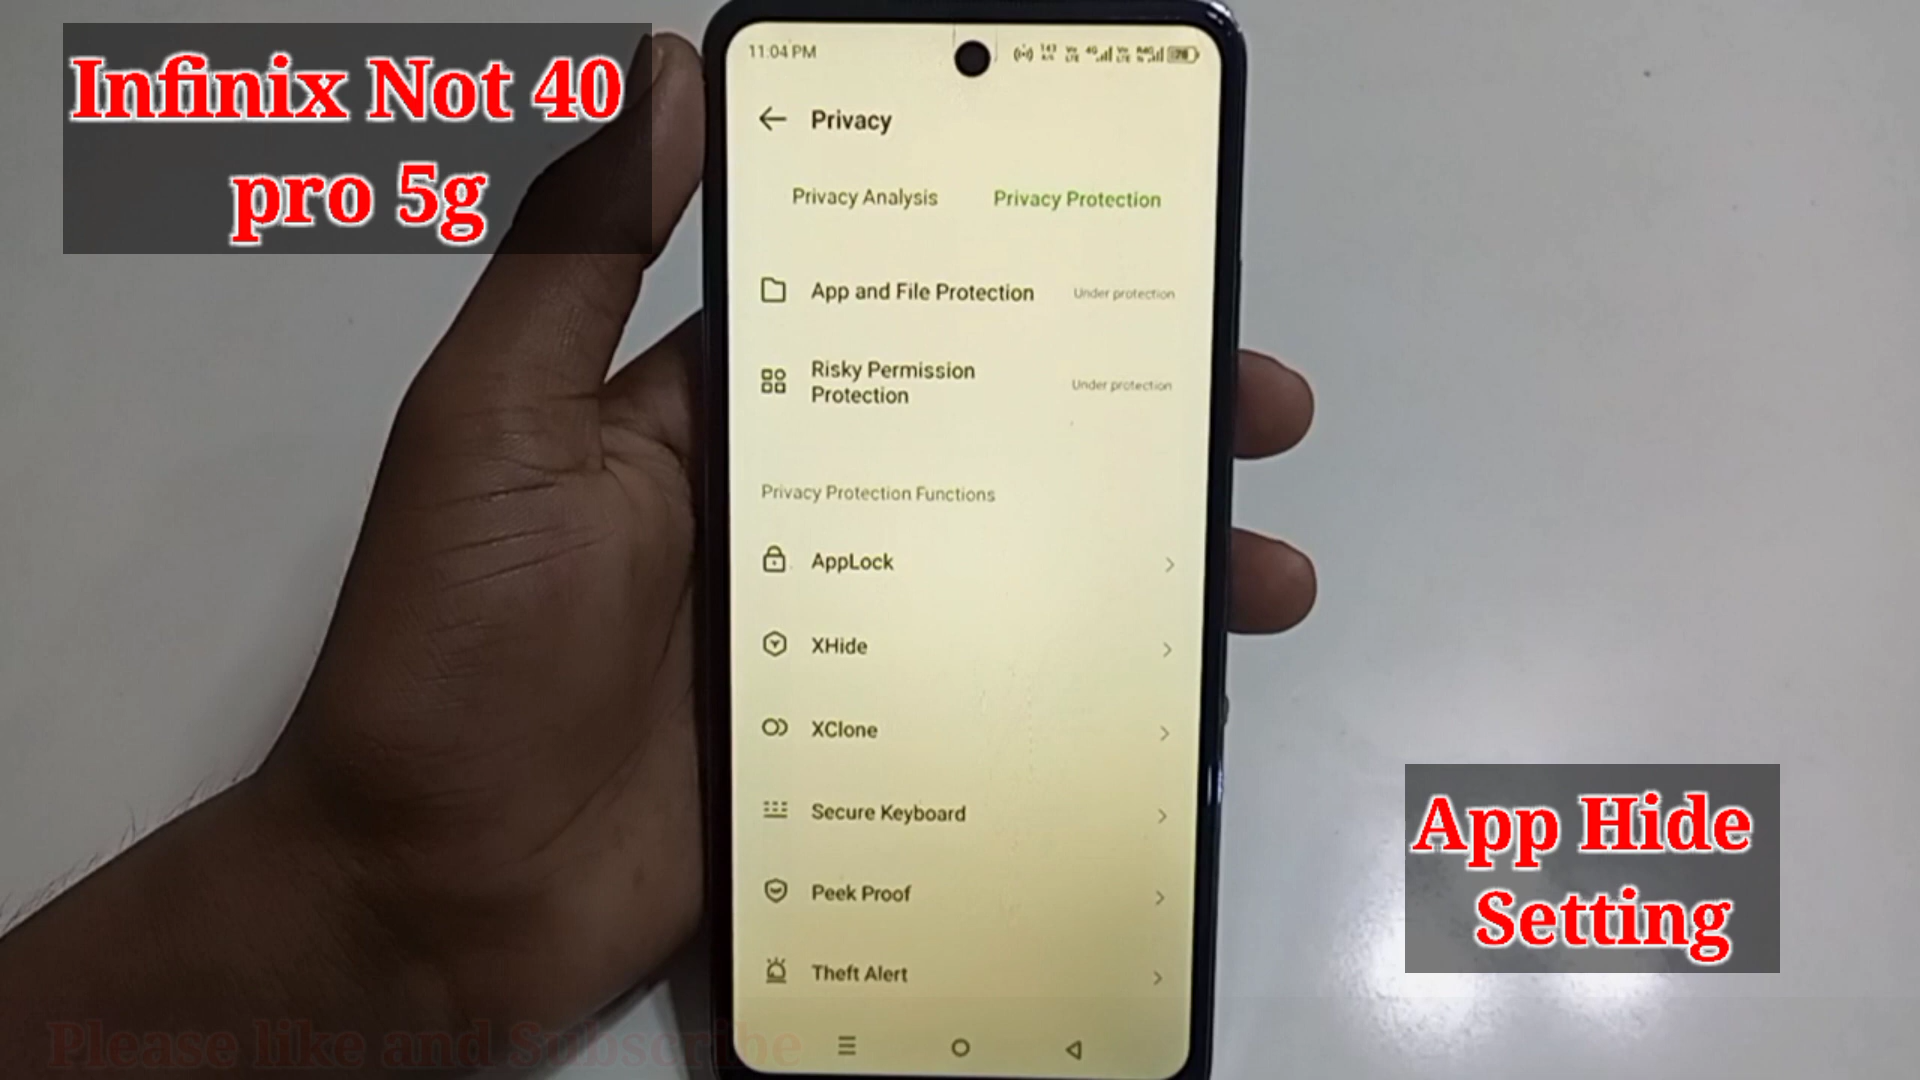 Infinix Not 40
pro 5g
11:04 PM
Privacy
Privacy Analysis
Privacy Protection
App and File Protection
Under protection
Risky Permission
Protection
Under protection
Privacy Protection Functions
AppLock
XHide
XClone
Secure Keyboard
Peek Proof
Theft Alert
App Hide
Setting
Please like and Subscribe